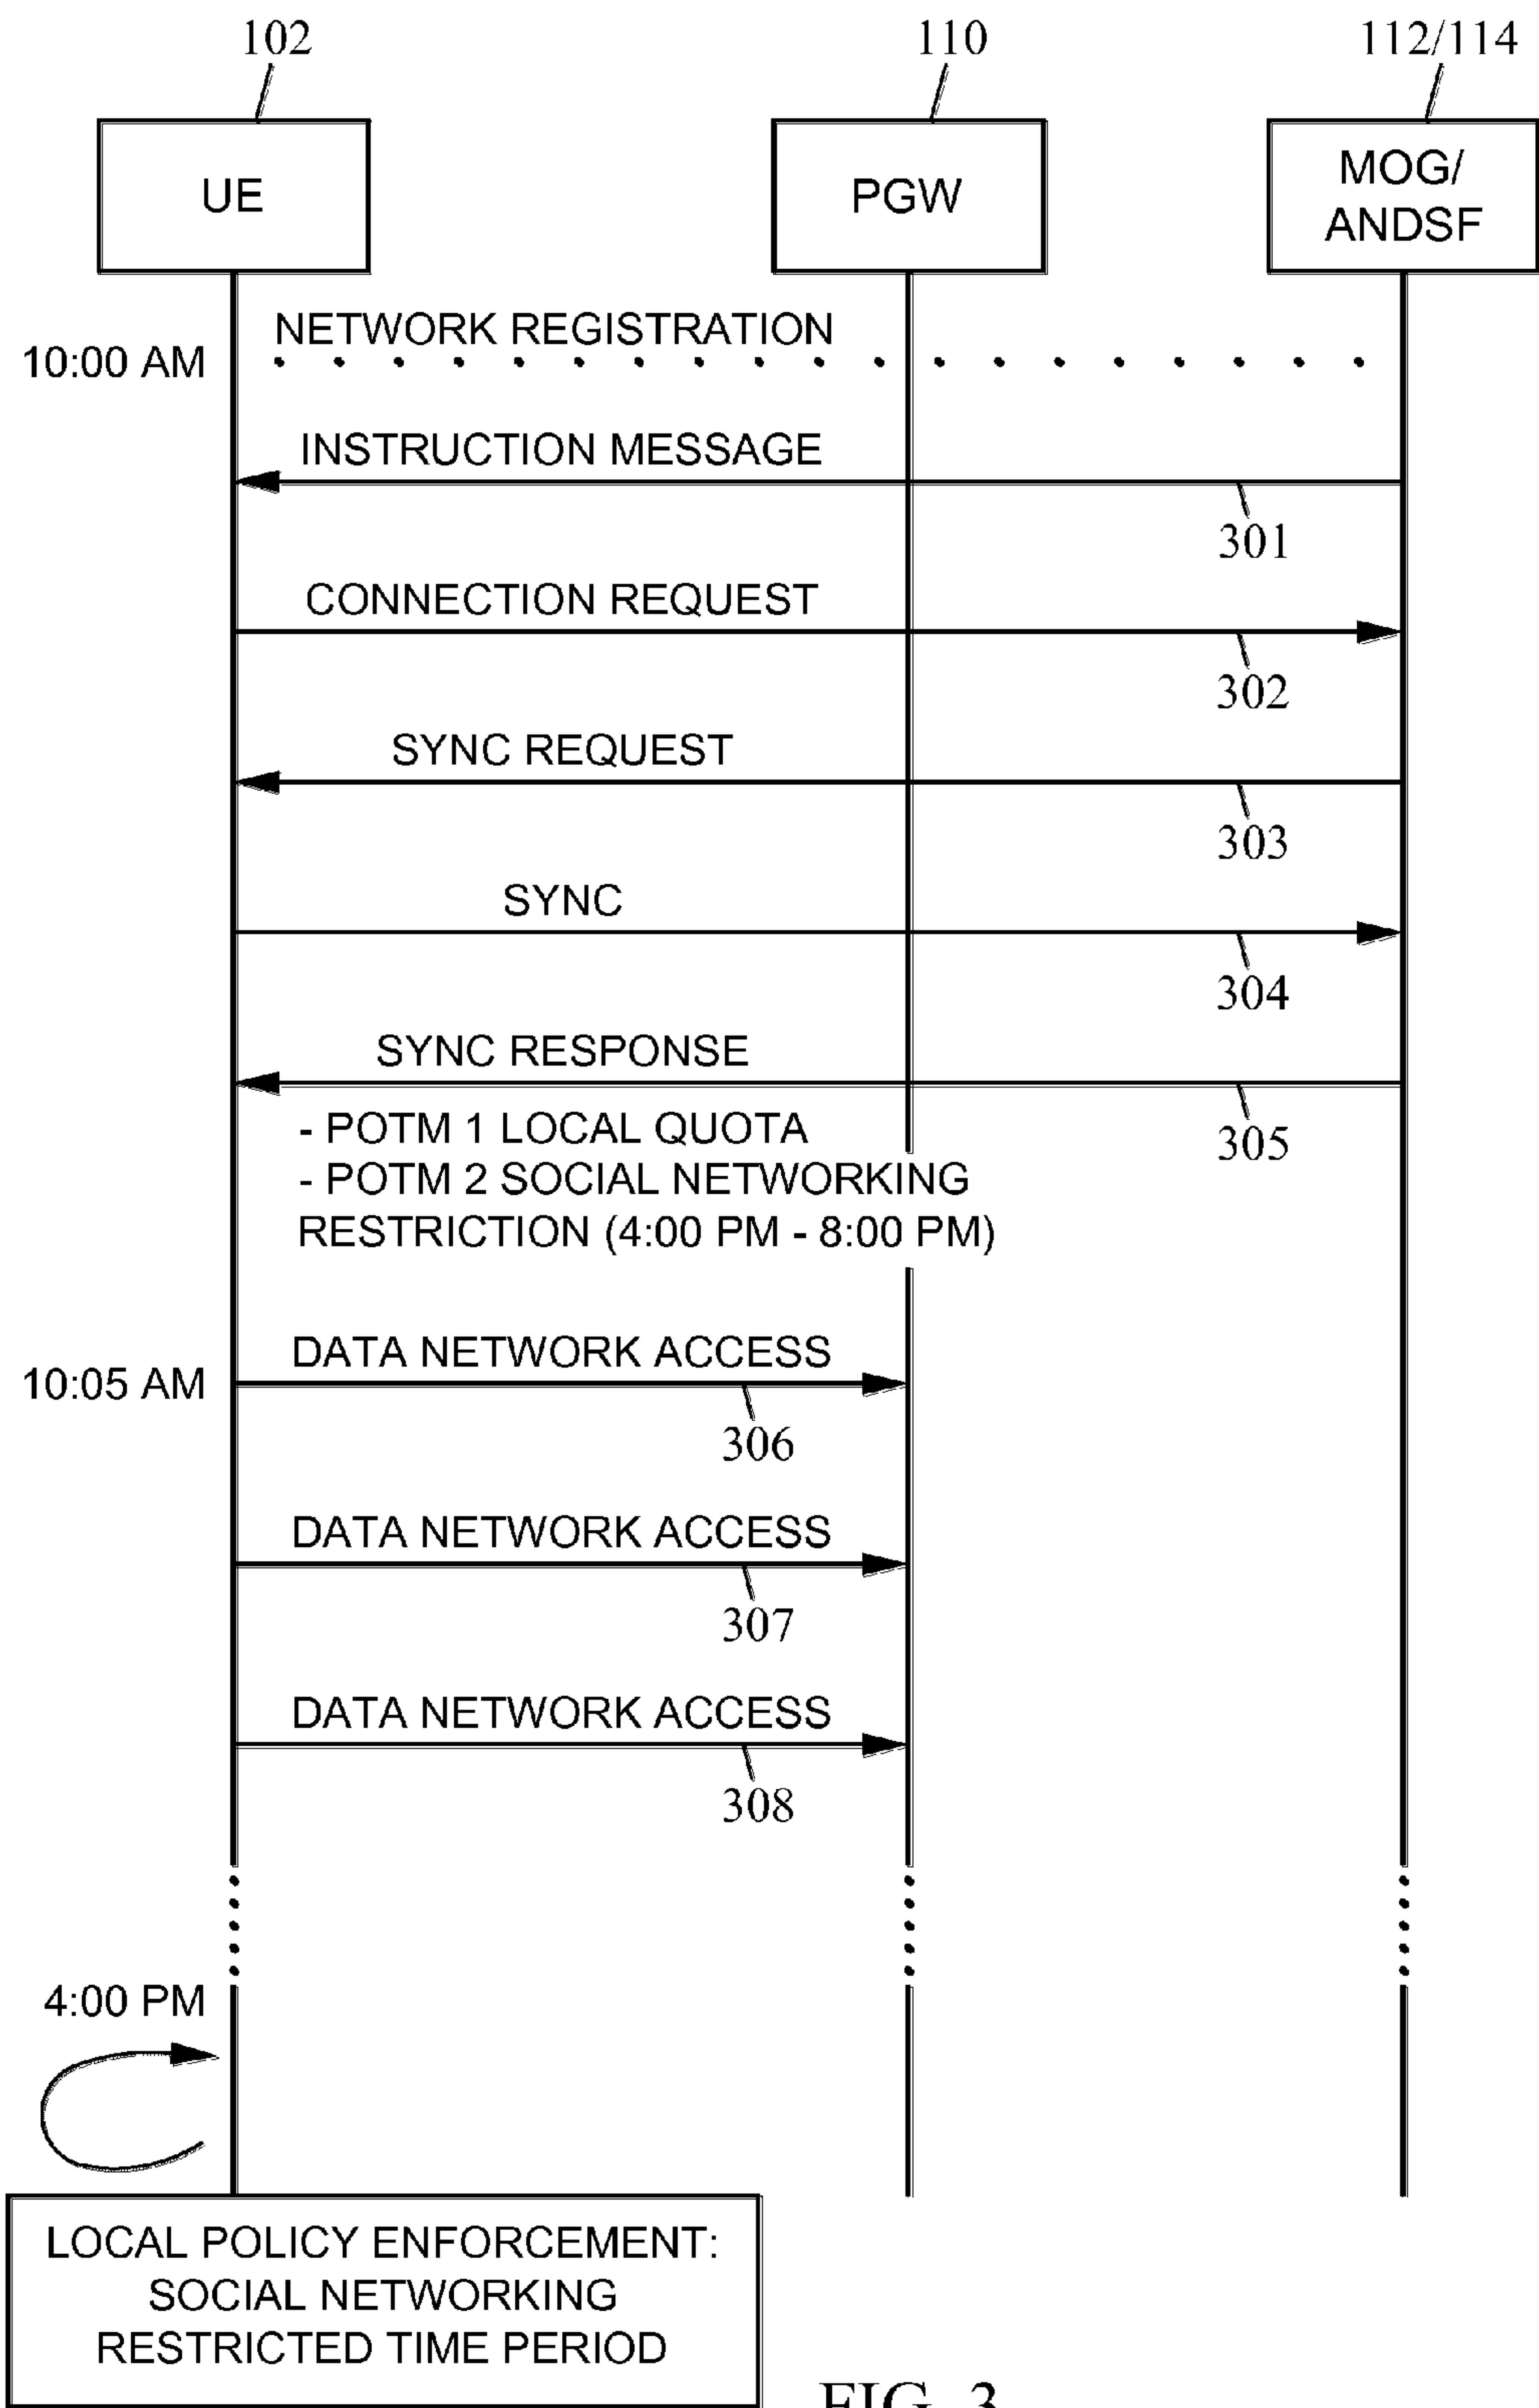 102
110
112/114
UE
PGW
MOG/
ANDSF
NETWORK REGISTRATION
10:00 AM
INSTRUCTION MESSAGE
301
CONNECTION REQUEST
302
SYNC REQUEST
303
SYNC
304
SYNC RESPONSE
305
- POTM 1 LOCAL QUOTA
- POTM 2 SOCIAL NETWORKING
RESTRICTION (4:00 PM - 8:00 PM)
DATA NETWORK ACCESS
10:05 AM
306
DATA NETWORK ACCESS
307
DATA NETWORK ACCESS
308
4:00 PM
LOCAL POLICY ENFORCEMENT:
SOCIAL NETWORKING
RESTRICTED TIME PERIOD
FIG. 3